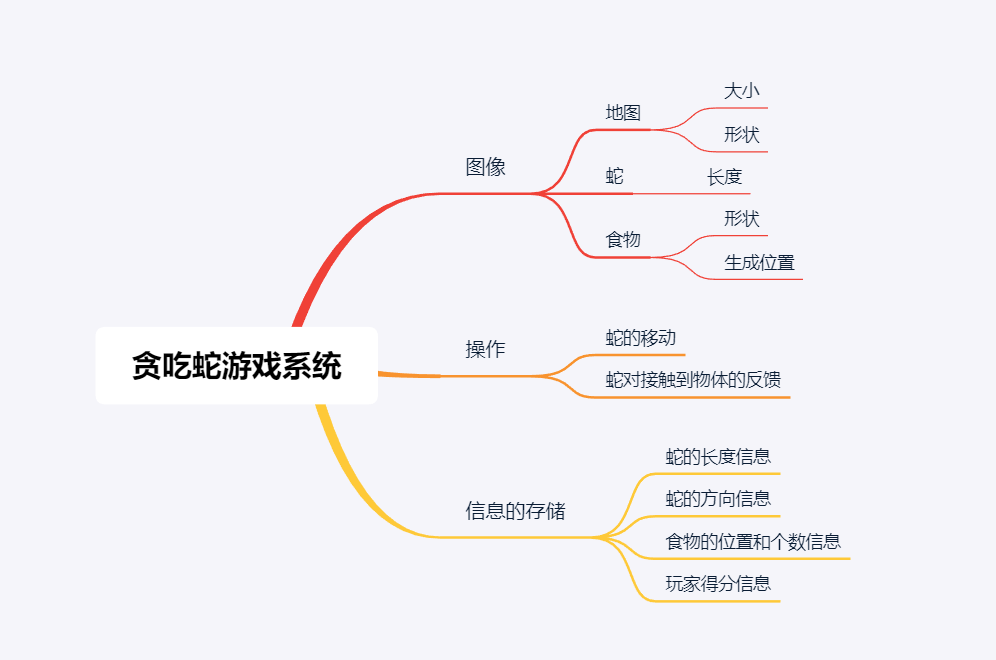 贪吃蛇游戏系统
图像
地图
大小
形状
蛇
长度
食物
形状
生成位置
操作
蛇的移动
蛇对接触到物体的反馈
信息的存储
蛇的长度信息
蛇的方向信息
食物的位置和个数信息
玩家得分信息